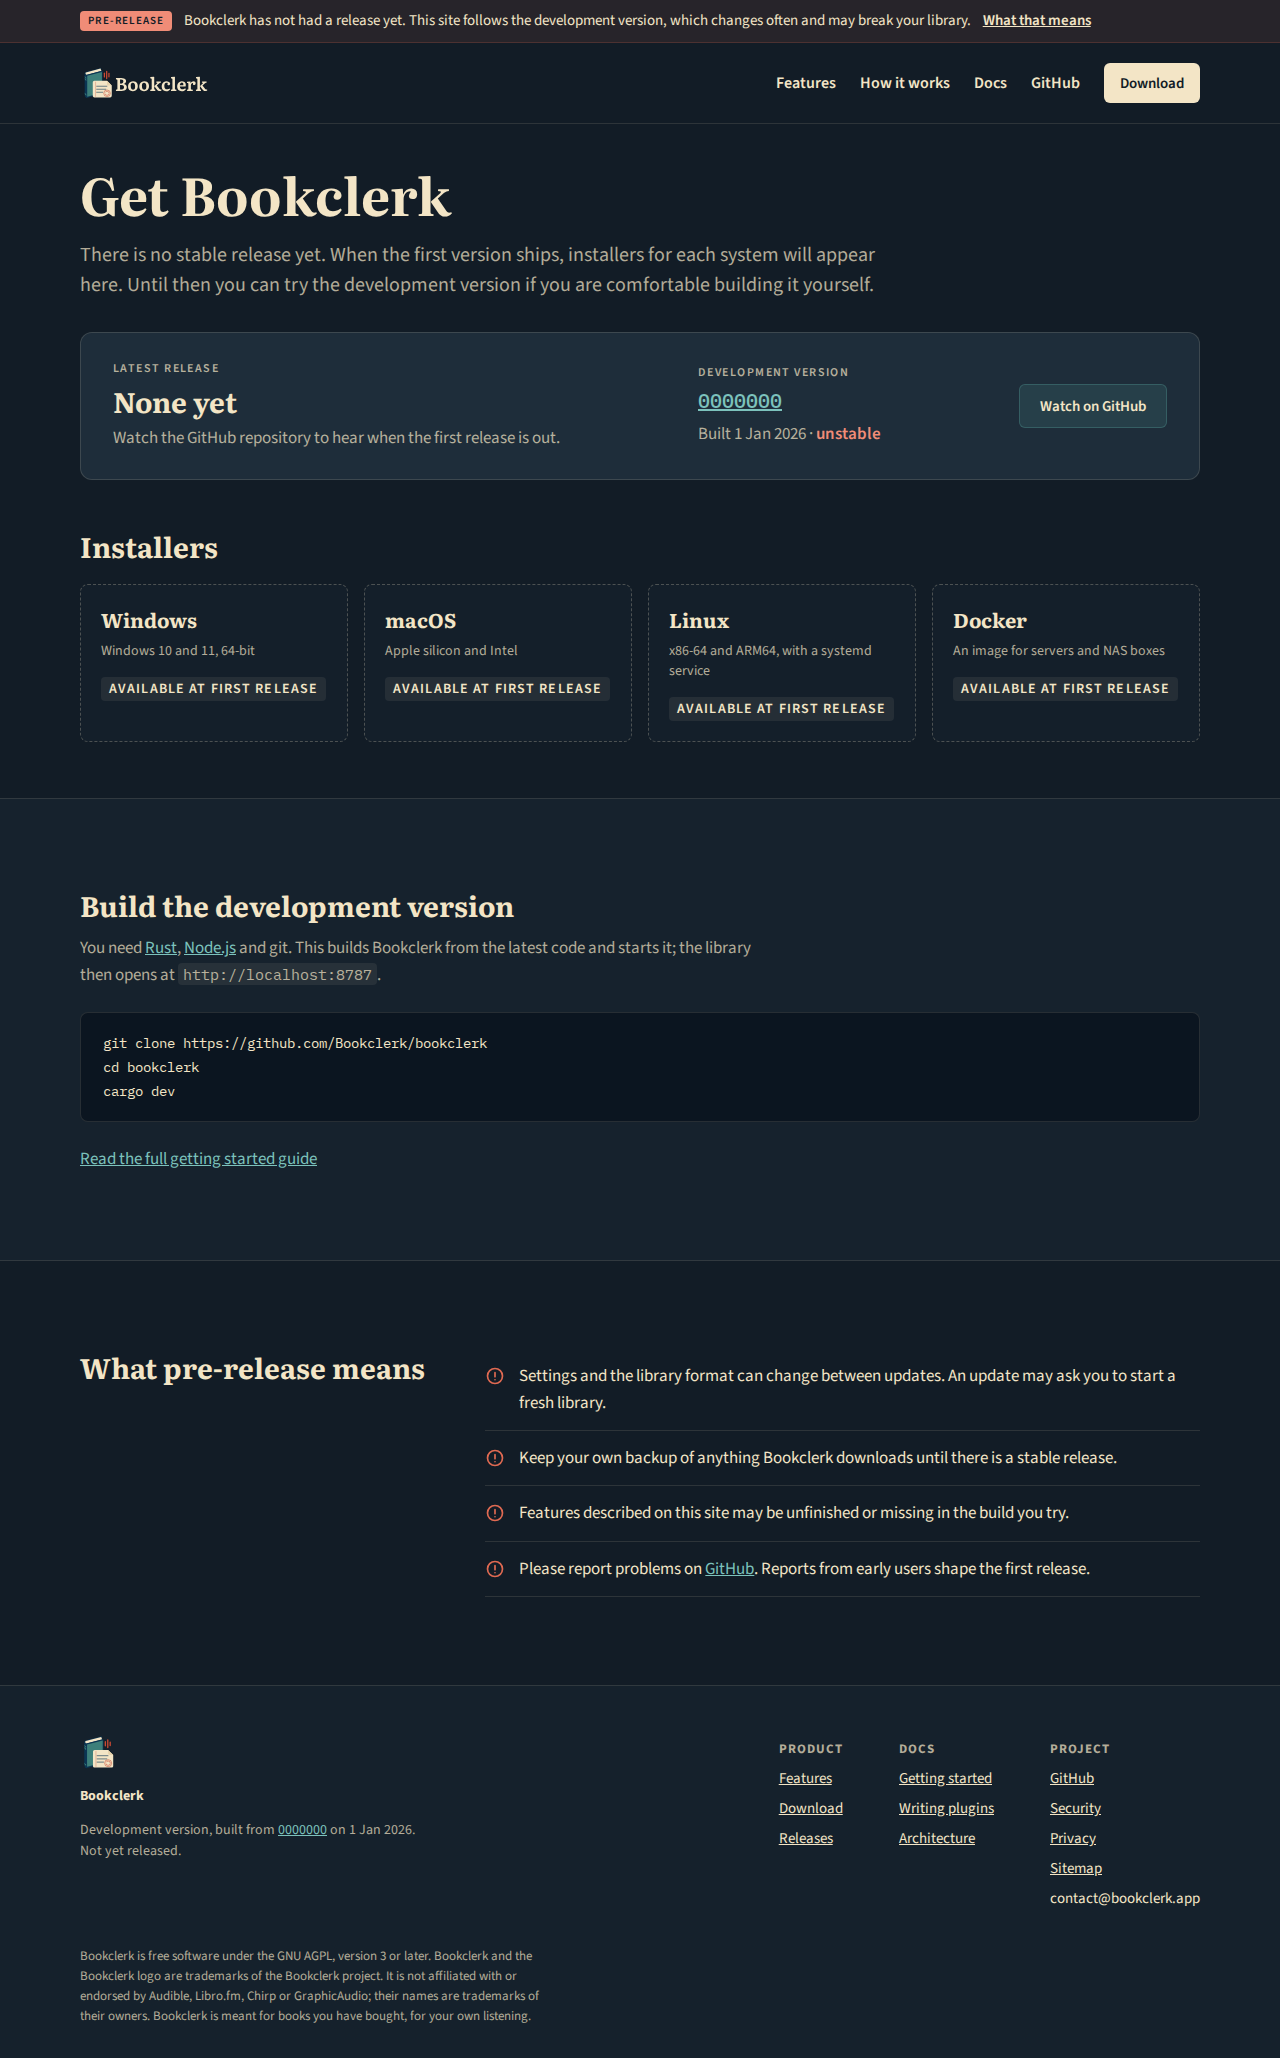 PRE-RELEASE Bookclerk has not had a release yet. This site follows the development version, which changes often and may break your library. What that means
Bookclerk Features How it works Docs GitHub Download
Get Bookclerk
There is no stable release yet. When the first version ships, installers for each system will appear
here. Until then you can try the development version if you are comfortable building it yourself.
LATEST RELEASE
None yet
Watch the GitHub repository to hear when the first release is out.
DEVELOPMENT VERSION
0000000
Built 1 Jan 2026 · unstable
Watch on GitHub
Installers
Windows
Windows 10 and 11, 64-bit
AVAILABLE AT FIRST RELEASE
macOS
Apple silicon and Intel
AVAILABLE AT FIRST RELEASE
Linux
x86-64 and ARM64, with a systemd
service
AVAILABLE AT FIRST RELEASE
Docker
An image for servers and NAS boxes
AVAILABLE AT FIRST RELEASE
Build the development version
You need Rust, Node.js and git. This builds Bookclerk from the latest code and starts it; the library
then opens at http://localhost:8787.
git clone https://github.com/Bookclerk/bookclerk
cd bookclerk
cargo dev
Read the full getting started guide
What pre-release means
Settings and the library format can change between updates. An update may ask you to start a
fresh library.
Keep your own backup of anything Bookclerk downloads until there is a stable release.
Features described on this site may be unfinished or missing in the build you try.
Please report problems on GitHub. Reports from early users shape the first release.
Bookclerk
Development version, built from 0000000 on 1 Jan 2026.
Not yet released.
PRODUCT
Features
Download
Releases
DOCS
Getting started
Writing plugins
Architecture
PROJECT
GitHub
Security
Privacy
Sitemap
contact@bookclerk.app
Bookclerk is free software under the GNU AGPL, version 3 or later. Bookclerk and the
Bookclerk logo are trademarks of the Bookclerk project. It is not affiliated with or
endorsed by Audible, Libro.fm, Chirp or GraphicAudio; their names are trademarks of
their owners. Bookclerk is meant for books you have bought, for your own listening.